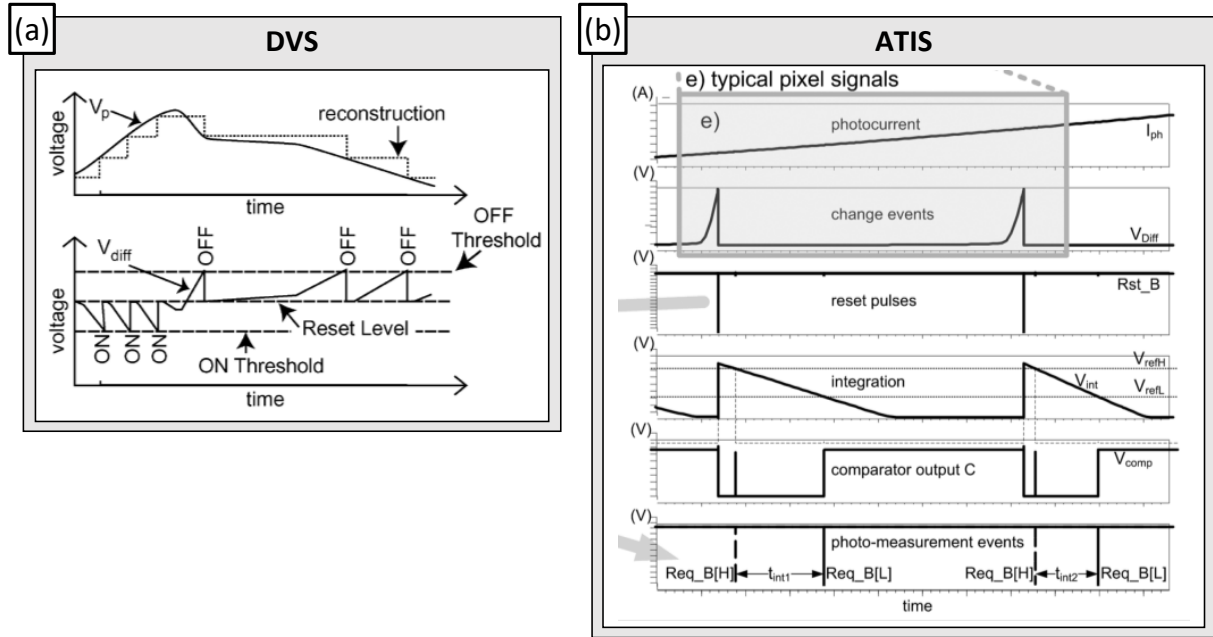 (a)
DVS
V_p
reconstruction
voltage
time
V_diff
OFF
OFF
OFF
OFF Threshold
voltage
Reset Level
ON
ON
ON
ON Threshold
time
(b)
ATIS
e) typical pixel signals
(A)
e)
photocurrent
I_ph
(V)
change events
V_Diff
(V)
reset pulses
Rst_B
(V)
V_refH
integration
V_int
V_refL
(V)
comparator output C
V_comp
(V)
photo-measurement events
Req_B[H]
t_int1
Req_B[L]
Req_B[H]
t_int2
Req_B[L]
time